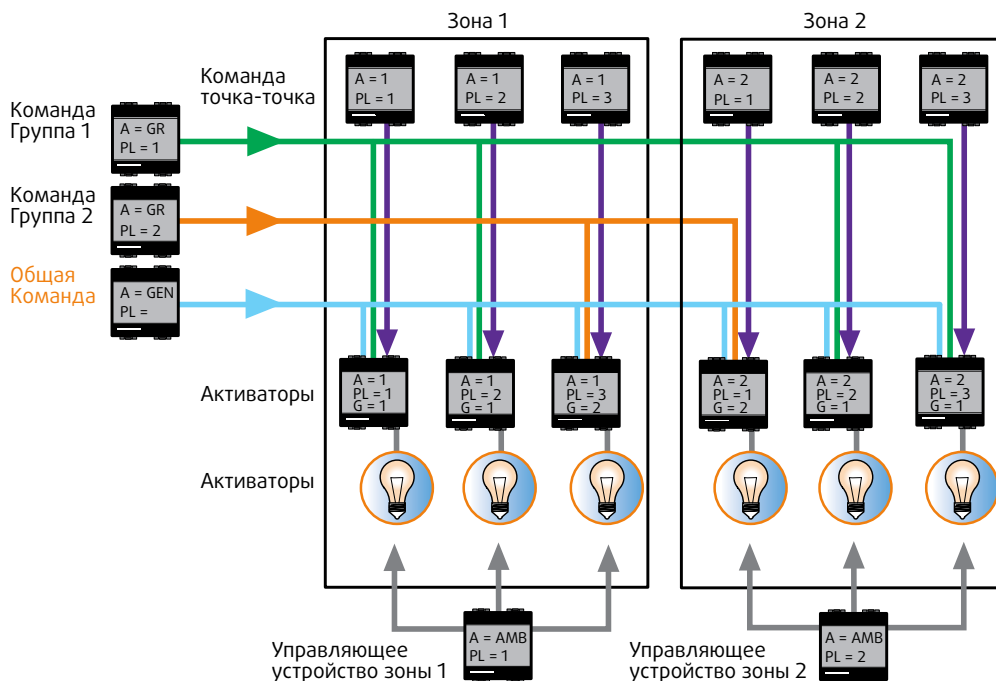 Зона 1
Зона 2
Команда
точка-точка
A = 1
PL = 1
A = 1
PL = 2
A = 1
PL = 3
A = 2
PL = 1
A = 2
PL = 2
A = 2
PL = 3
Команда
Группа 1
A = GR
PL = 1
Команда
Группа 2
A = GR
PL = 2
Общая
Команда
A = GEN
PL =
Активаторы
A = 1
PL = 1
G = 1
A = 1
PL = 2
G = 1
A = 1
PL = 3
G = 2
A = 2
PL = 1
G = 2
A = 2
PL = 2
G = 1
A = 2
PL = 3
G = 1
Активаторы
Управляющее
устройство зоны 1
A = AMB
PL = 1
Управляющее
устройство зоны 2
A = AMB
PL = 2